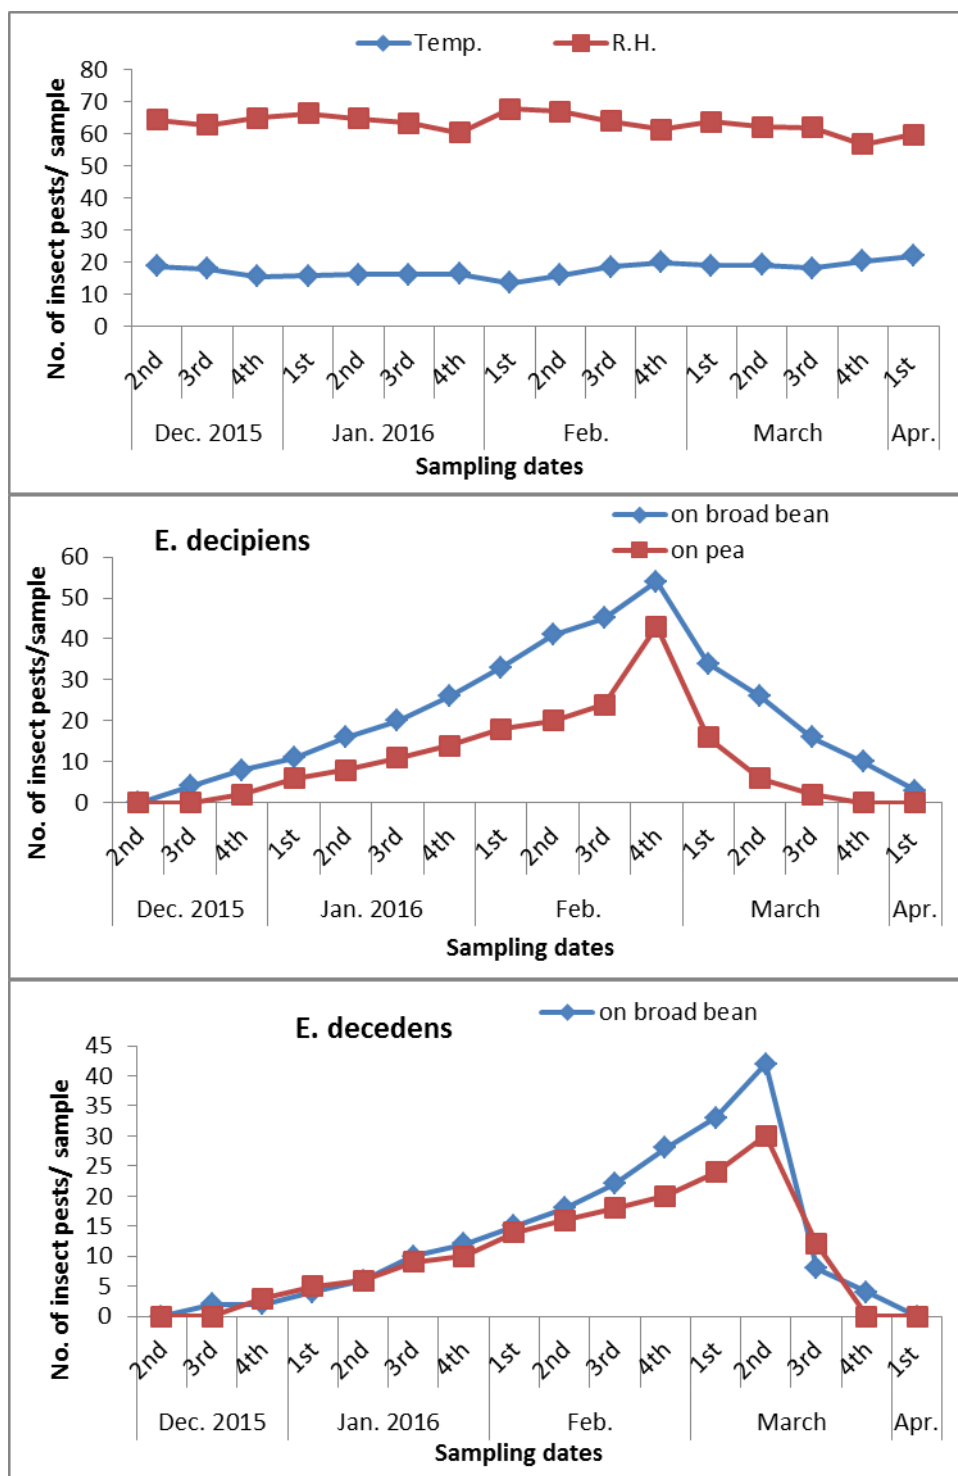 Temp. R.H.
No. of insect pests/ sample
80
70
60
50
40
30
20
10
0
2nd 3rd 4th 1st 2nd 3rd 4th 1st 2nd 3rd 4th 1st 2nd 3rd 4th 1st
Dec. 2015 Jan. 2016 Feb. March Apr.
Sampling dates
E. decipiens
on broad bean
on pea
No. of insect pests/sample
60
50
40
30
20
10
0
2nd 3rd 4th 1st 2nd 3rd 4th 1st 2nd 3rd 4th 1st 2nd 3rd 4th 1st
Dec. 2015 Jan. 2016 Feb. March Apr.
Sampling dates
E. decedens
on broad bean
No. of insect pests/ sample
45
40
35
30
25
20
15
10
5
0
2nd 3rd 4th 1st 2nd 3rd 4th 1st 2nd 3rd 4th 1st 2nd 3rd 4th 1st
Dec. 2015 Jan. 2016 Feb. March Apr.
Sampling dates